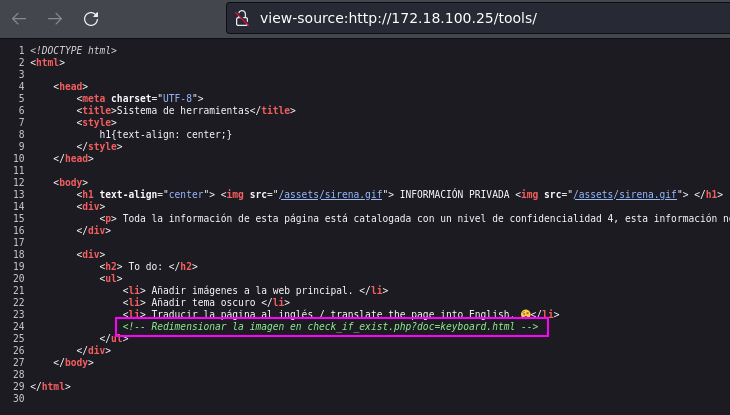 view-source:http://172.18.100.25/tools/
1 <!DOCTYPE html>
2 <html>
3
4 <head>
5 <meta charset="UTF-8">
6 <title>Sistema de herramientas</title>
7 <style>
8 h1{text-align: center;}
9 </style>
10 </head>
11
12 <body>
13 <h1 text-align="center"> <img src="/assets/sirena.gif"> INFORMACIÓN PRIVADA <img src="/assets/sirena.gif"> </h1>
14 <div>
15 <p> Toda la información de esta página está catalogada con un nivel de confidencialidad 4, esta información
16 </div>
17
18 <div>
19 <h2> To do: </h2>
20 <ul>
21 <li> Añadir imágenes a la web principal. </li>
22 <li> Añadir tema oscuro </li>
23 <li> Traducir la página al inglés / translate the page into English. 🤔</li>
24 <!-- Redimensionar la imagen en check_if_exist.php?doc=keyboard.html -->
25 </ul>
26 </div>
27 </body>
28
29 </html>
30